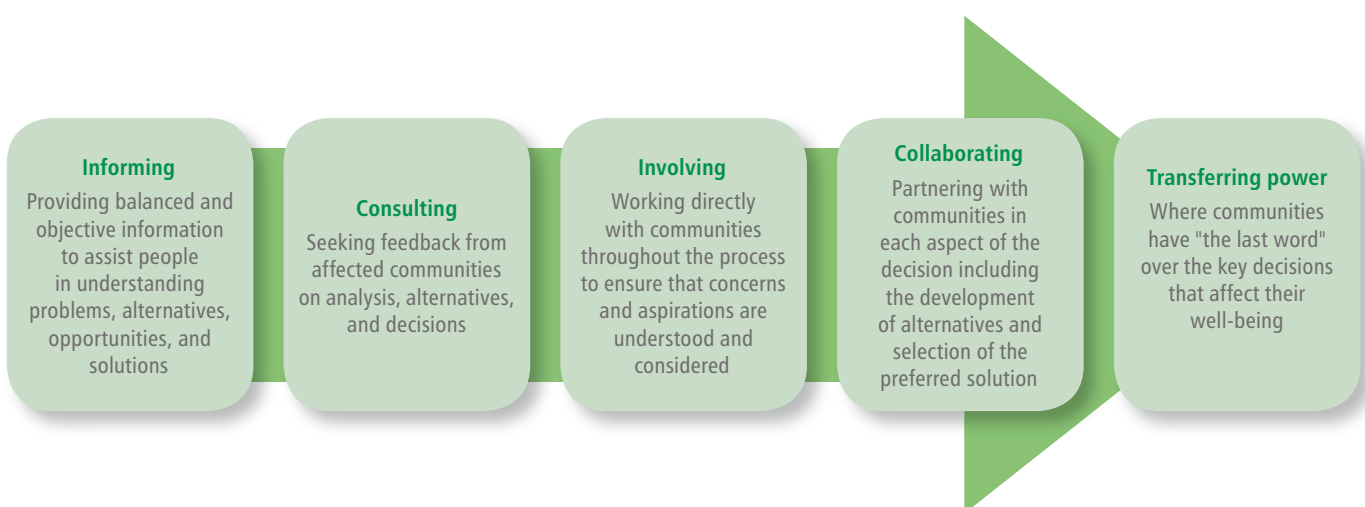 Informing
Providing balanced and
objective information
to assist people
in understanding
problems, alternatives,
opportunities, and
solutions
Consulting
Seeking feedback from
affected communities
on analysis, alternatives,
and decisions
Involving
Working directly
with communities
throughout the process
to ensure that concerns
and aspirations are
understood and
considered
Collaborating
Partnering with
communities in
each aspect of the
decision including
the development
of alternatives and
selection of the
preferred solution
Transferring power
Where communities
have "the last word"
over the key decisions
that affect their
well-being